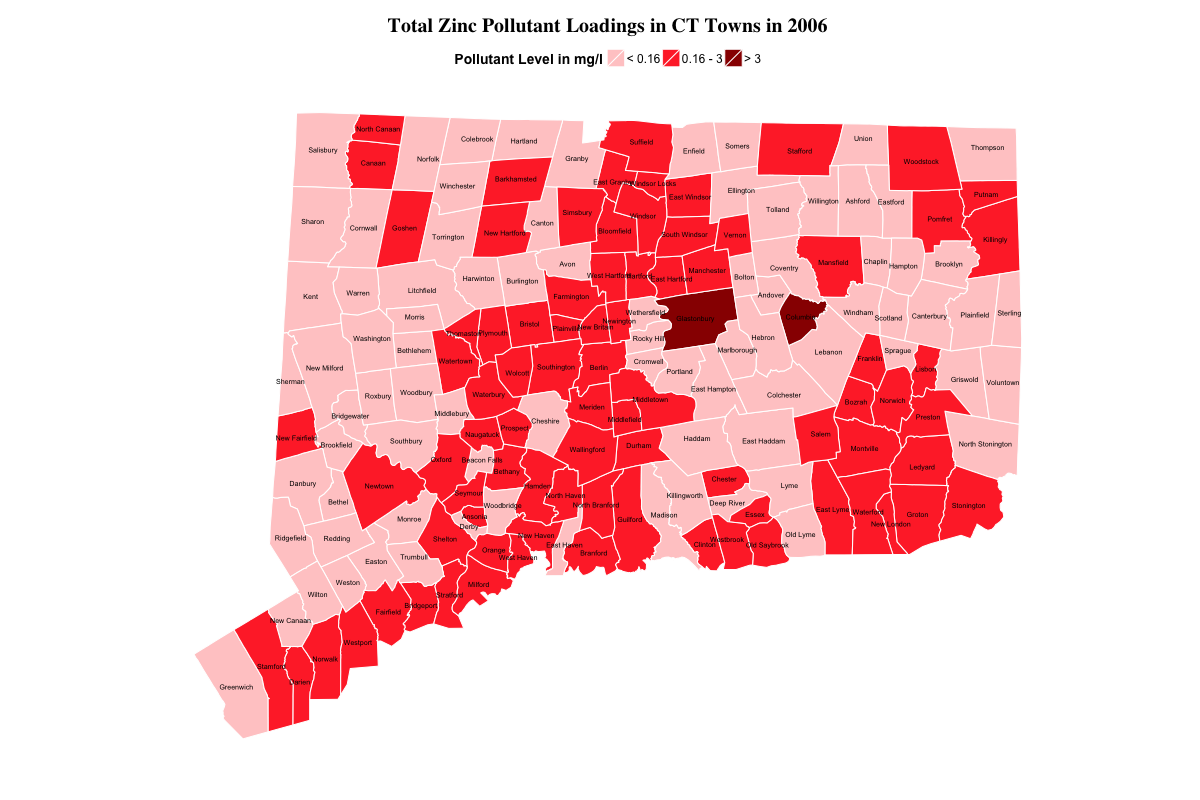 Total Zinc Pollutant Loadings in CT Towns in 2006
Pollutant Level in mg/l < 0.16 0.16 - 3 > 3
North Canaan
Colebrook
Hartland
Salisbury
Canaan
Norfolk
Granby
Suffield
Enfield
Somers
Stafford
Union
Woodstock
Thompson
Winchester
Barkhamsted
East Granby
Windsor Locks
East Windsor
Ellington
Tolland
Willington
Ashford
Eastford
Putnam
Sharon
Cornwall
Goshen
Torrington
New Hartford
Canton
Simsbury
Bloomfield
Windsor
South Windsor
Vernon
Pomfret
Killingly
Kent
Warren
Litchfield
Harwinton
Burlington
Avon
West Hartford
Hartford
East Hartford
Manchester
Bolton
Coventry
Mansfield
Chaplin
Hampton
Brooklyn
Farmington
Andover
Morris
Thomaston
Plymouth
Bristol
Plainville
New Britain
Newington
Wethersfield
Glastonbury
Columbia
Windham
Scotland
Canterbury
Plainfield
Sterling
Washington
Bethleham
Watertown
Wolcott
Southington
Berlin
Rocky Hill
Cromwell
Portland
Marlborough
Hebron
Lebanon
Franklin
Sprague
Lisbon
Griswold
Voluntown
Sherman
New Milford
Roxbury
Woodbury
Middlebury
Waterbury
Cheshire
Meriden
Middletown
Middlefield
East Hampton
Colchester
Bozrah
Norwich
Preston
Bridgewater
New Fairfield
Brookfield
Southbury
Naugatuck
Prospect
Wallingford
Durham
Haddam
East Haddam
Salem
Montville
Ledyard
North Stonington
Oxford
Beacon Falls
Bethany
Danbury
Bethel
Newtown
Seymour
Woodbridge
Hamden
North Haven
North Branford
Guilford
Madison
Killingworth
Chester
Deep River
Essex
Lyme
East Lyme
Waterford
New London
Groton
Stonington
Ridgefield
Redding
Monroe
Ansonia
Derby
Shelton
Orange
New Haven
West Haven
East Haven
Branford
Clinton
Westbrook
Old Saybrook
Old Lyme
Easton
Trumbull
Weston
Wilton
Milford
Stratford
Bridgeport
Fairfield
New Canaan
Westport
Norwalk
Stamford
Darien
Greenwich